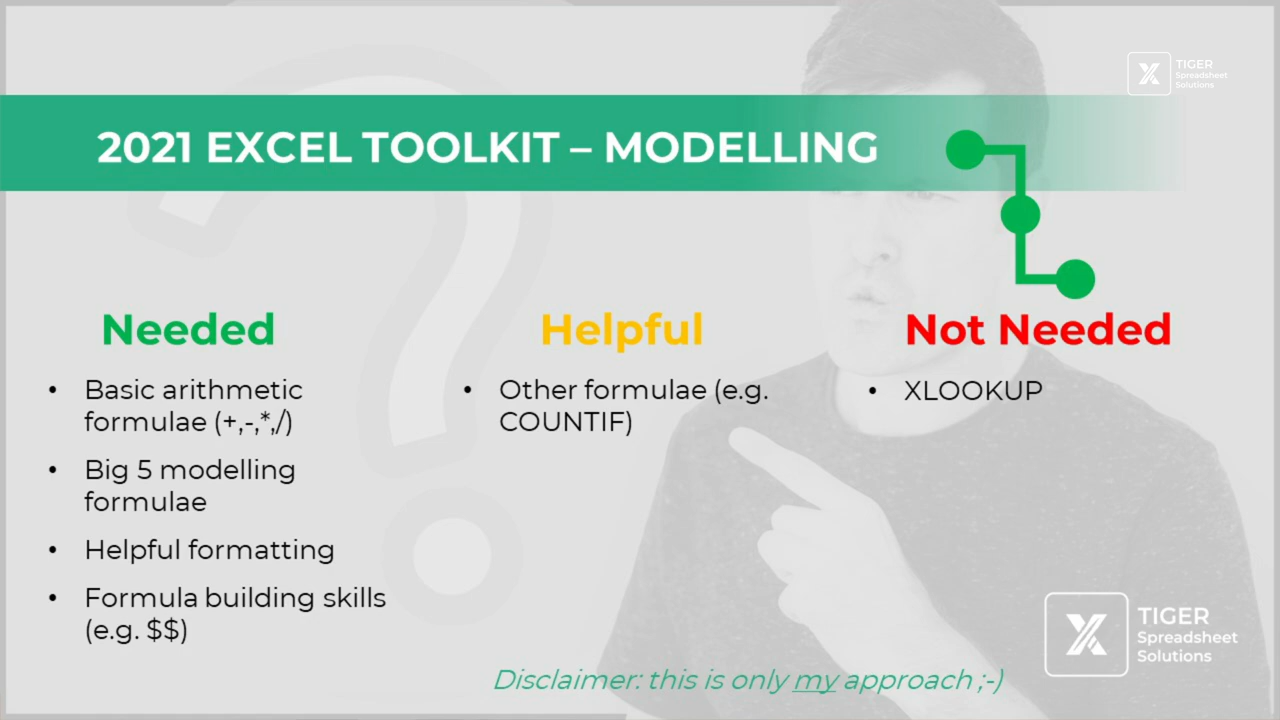 TIGER
Spreadsheet
Solutions
2021 EXCEL TOOLKIT – MODELLING
Needed
• Basic arithmetic
formulae (+,-,*,/)
• Big 5 modelling
formulae
• Helpful formatting
• Formula building skills
(e.g. $$)
Helpful
• Other formulae (e.g.
COUNTIF)
Not Needed
• XLOOKUP
TIGER
Spreadsheet
Solutions
Disclaimer: this is only my approach ;-)